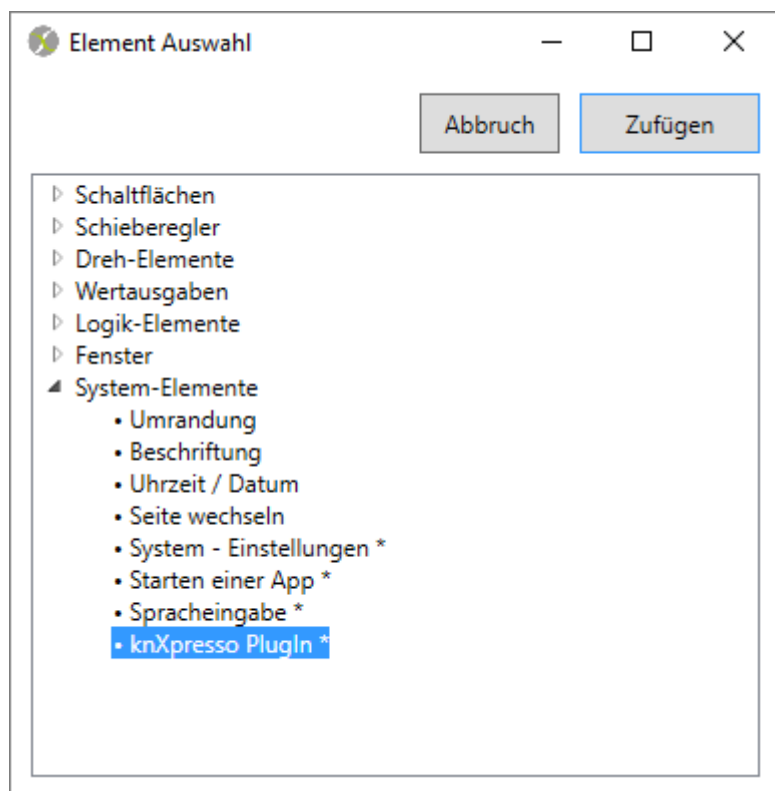 Element Auswahl
Abbruch
Zufügen
Schaltflächen
Schieberegler
Dreh-Elemente
Wertausgaben
Logik-Elemente
Fenster
System-Elemente
• Umrandung
• Beschriftung
• Uhrzeit / Datum
• Seite wechseln
• System - Einstellungen *
• Starten einer App *
• Spracheingabe *
• knXpresso PlugIn *